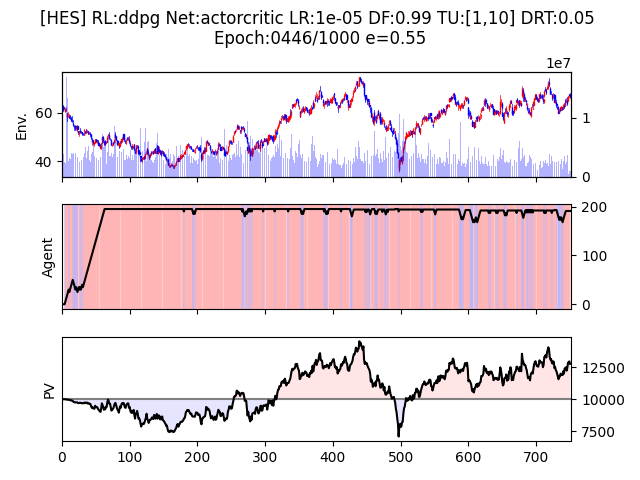 [HES] RL:ddpg Net:actorcritic LR:1e-05 DF:0.99 TU:[1,10] DRT:0.05
Epoch:0446/1000 e=0.55
1e7
Env.
60
40
1
0
Agent
200
100
0
PV
12500
10000
7500
0 100 200 300 400 500 600 700